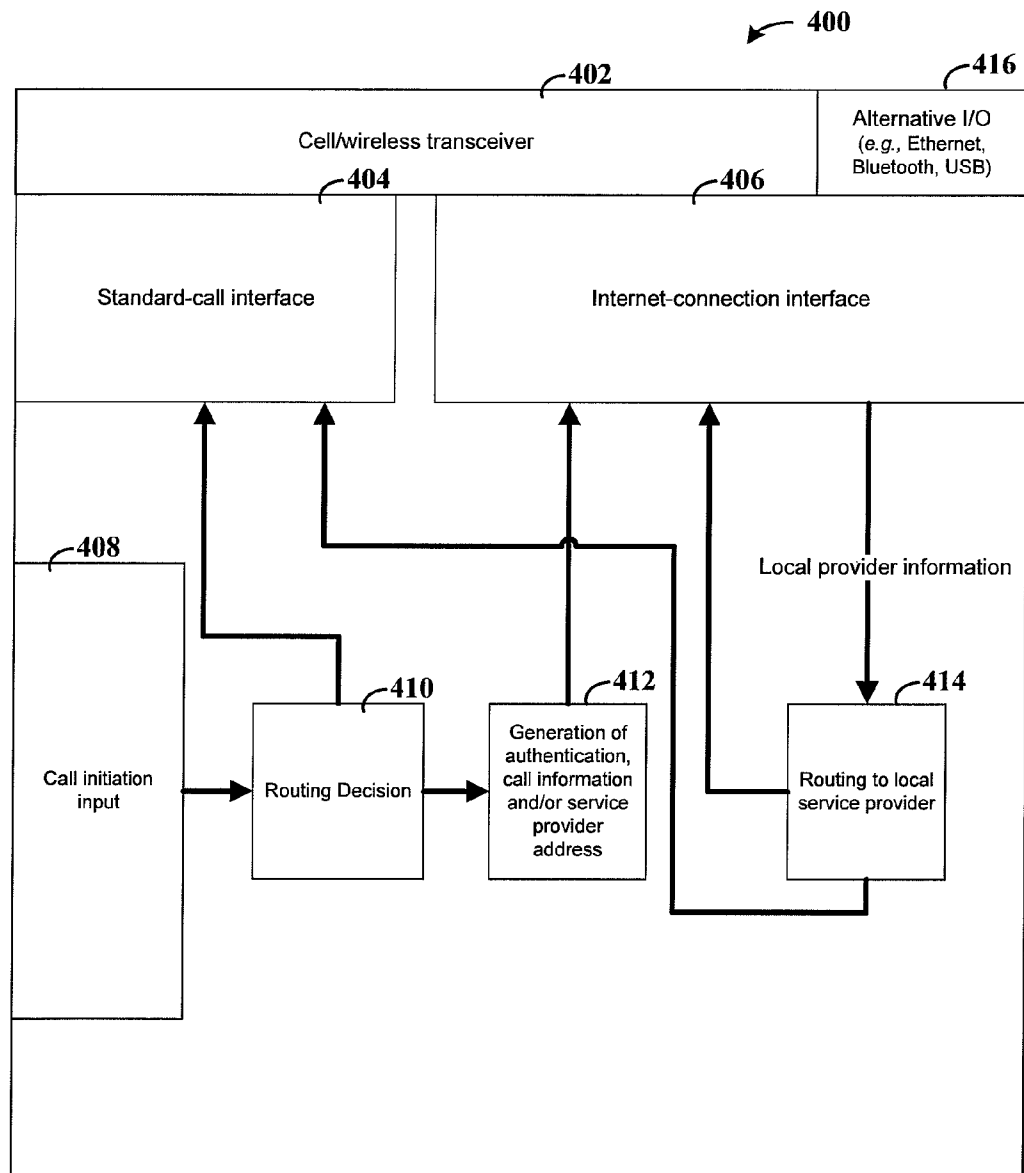 400
402
416
Cell/wireless transceiver
Alternative I/O
(e.g., Ethernet,
Bluetooth, USB)
404
406
Standard-call interface
Internet-connection interface
408
Local provider information
410
412
414
Call initiation
input
Routing Decision
Generation of
authentication,
call information
and/or service
provider
address
Routing to local
service provider